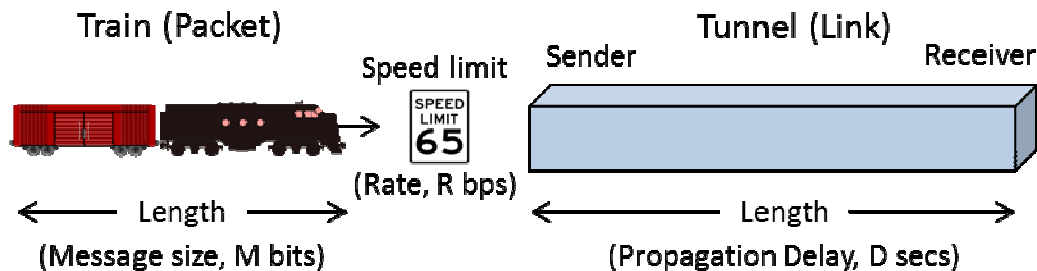 Train (Packet)
Tunnel (Link)
Speed limit
Sender
Receiver
SPEED
LIMIT
65
(Rate, R bps)
Length
Length
(Message size, M bits)
(Propagation Delay, D secs)